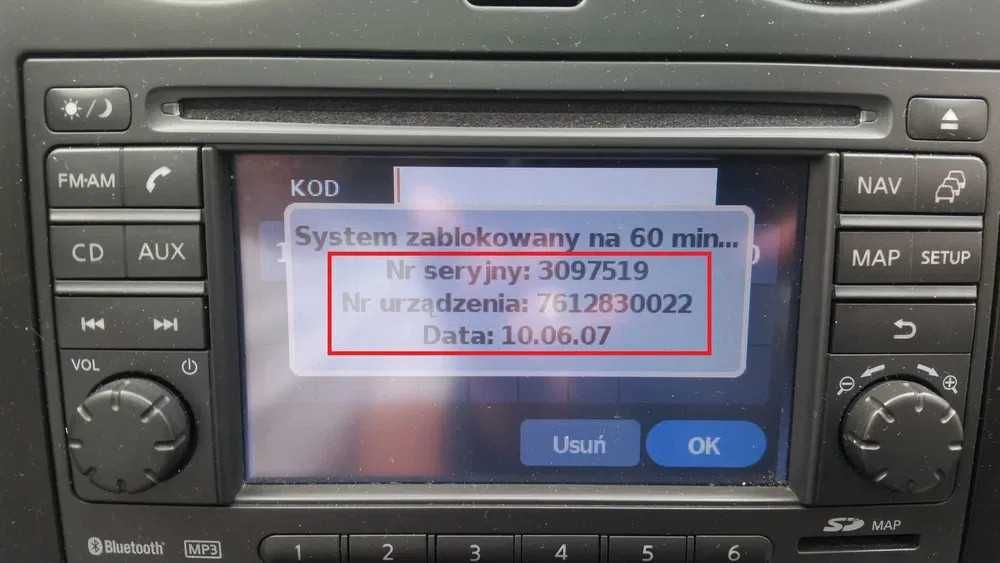 FM·AM
CD
AUX
VOL
KOD
System zablokowany na 60 min...
Nr seryjny: 3097519
Nr urządzenia: 7612830022
Data: 10.06.07
Usuń
OK
NAV
MAP
SETUP
Bluetooth
MP3
1
2
3
4
5
6
SD MAP